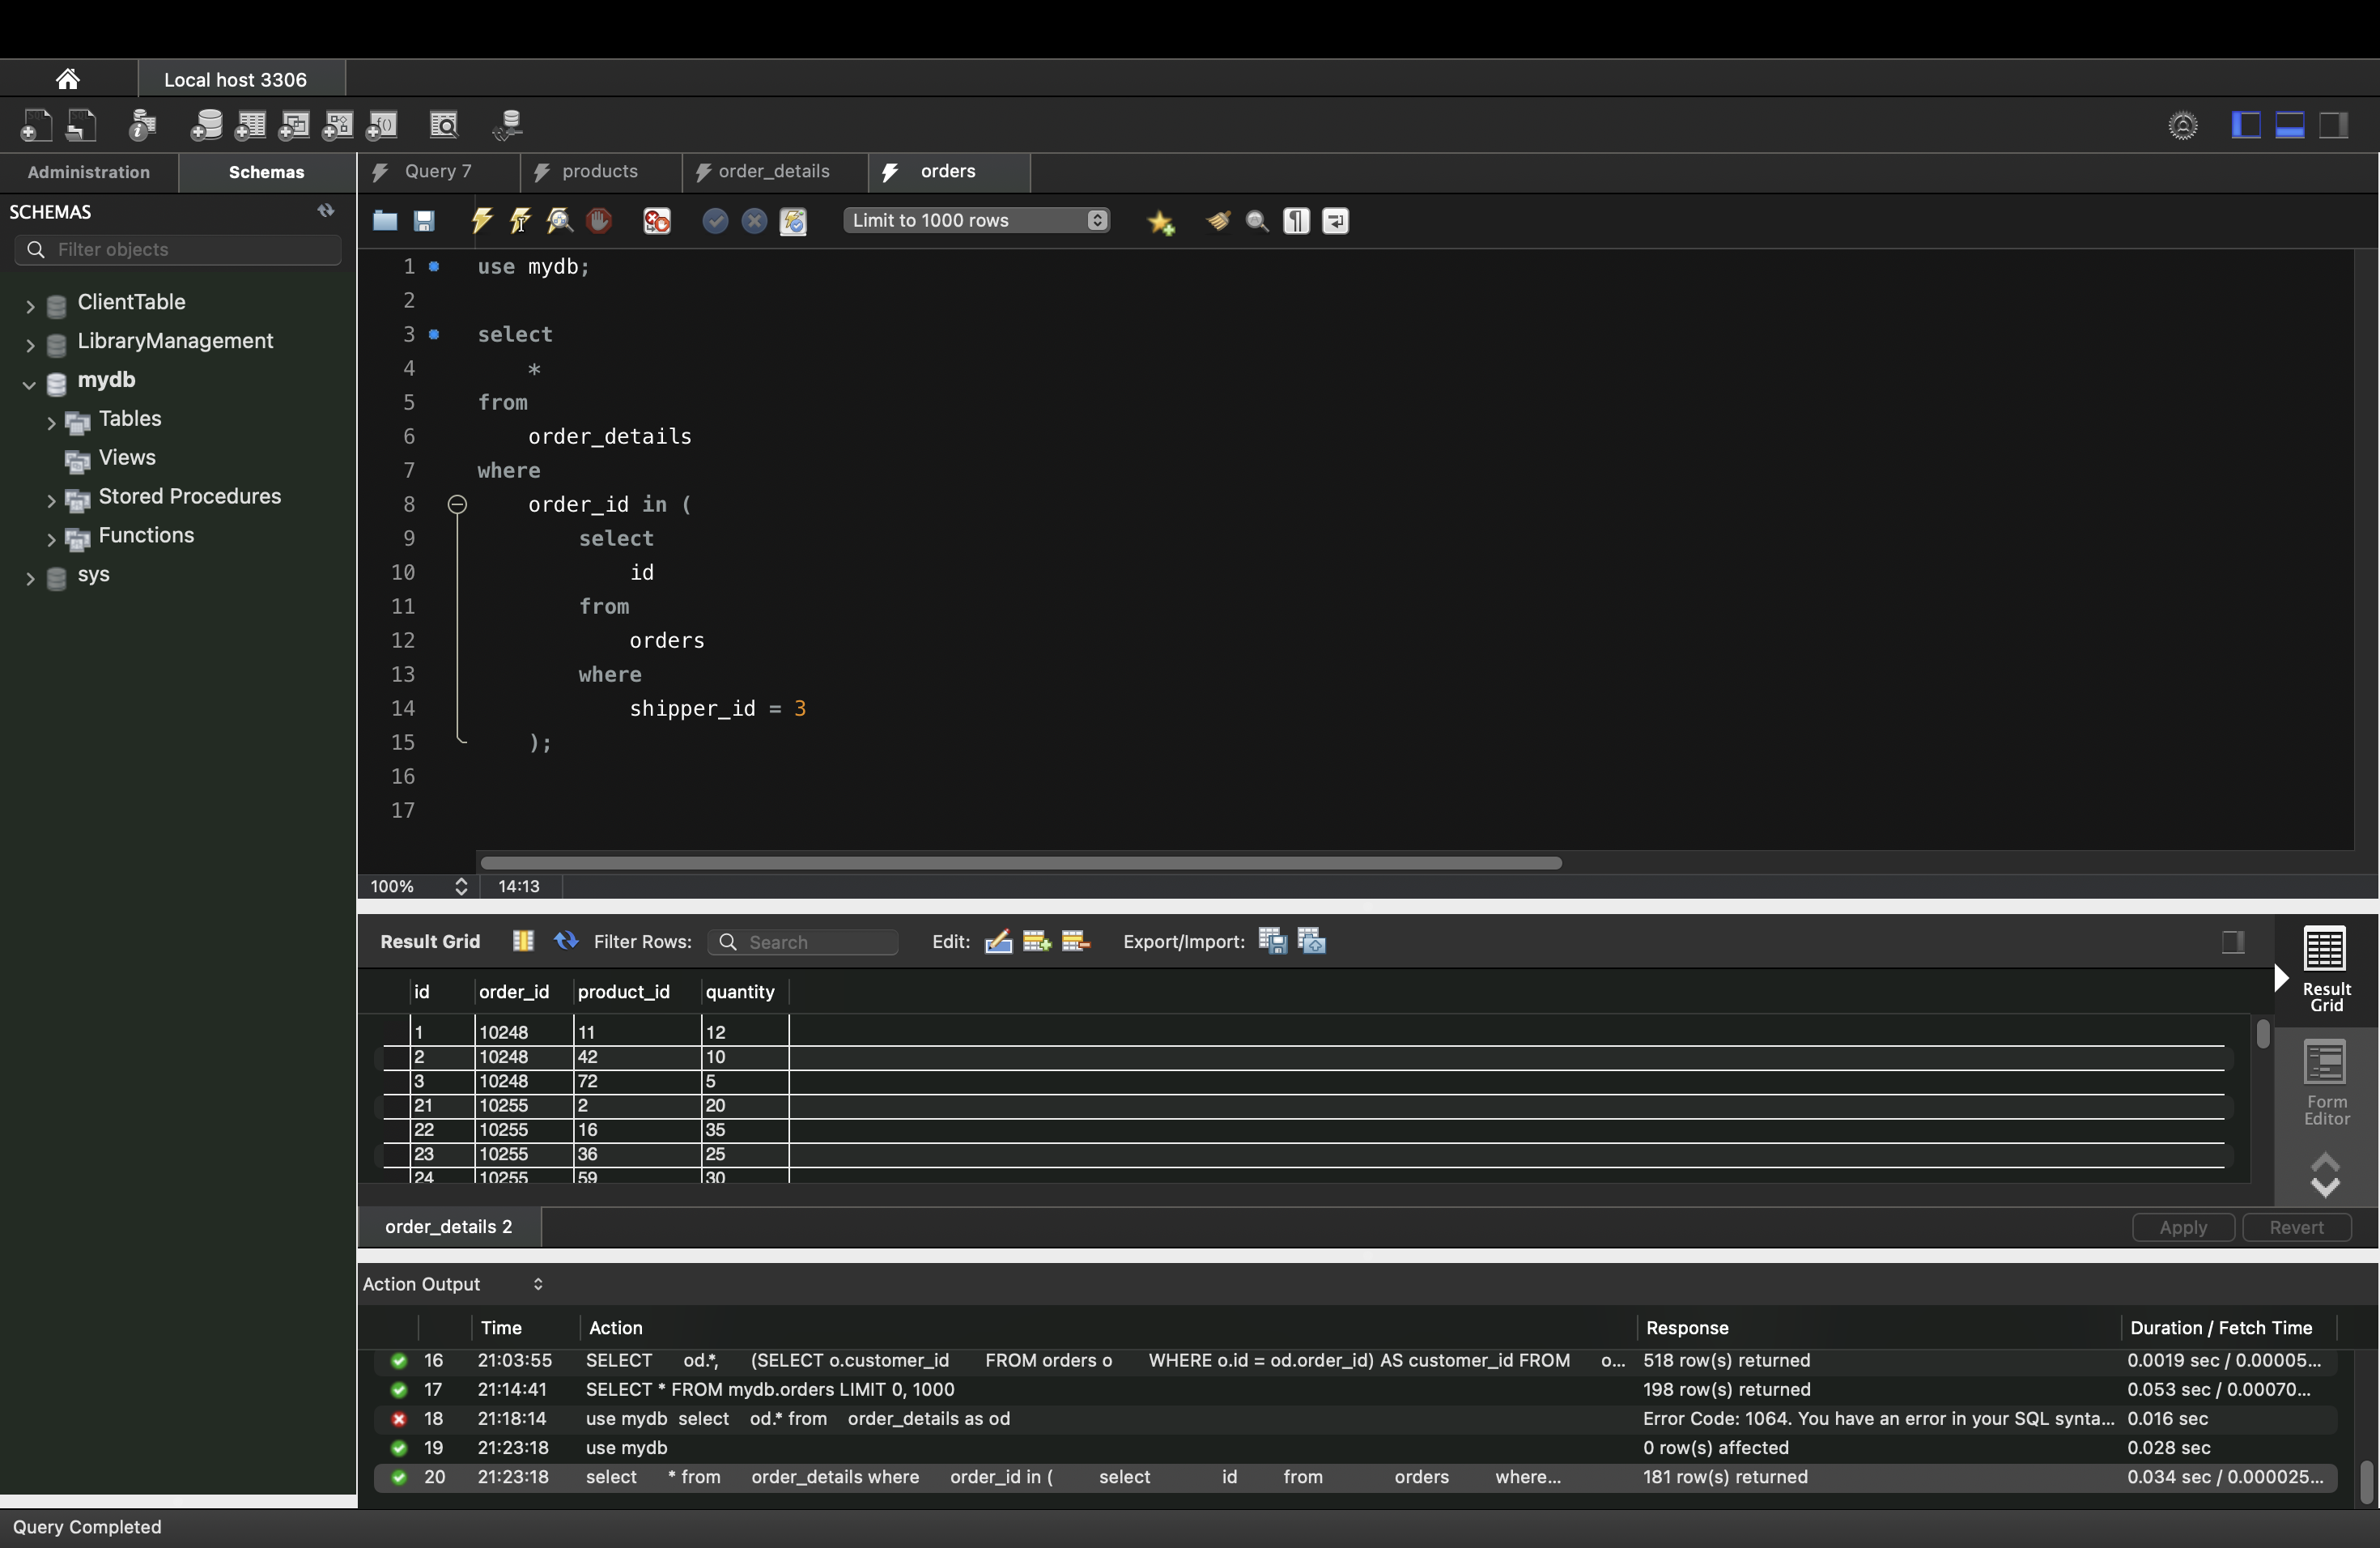 Local host 3306
Administration Schemas
SCHEMAS
Filter objects
ClientTable
LibraryManagement
mydb
Tables
Views
Stored Procedures
Functions
sys
Query 7 products order_details orders
Limit to 1000 rows
1 use mydb;
2
3 select
4 *
5 from
6 order_details
7 where
8 order_id in (
9 select
10 id
11 from
12 orders
13 where
14 shipper_id = 3
15 );
16
17
100% 14:13
Result Grid Filter Rows: Search Edit: Export/Import:
id order_id product_id quantity
1 10248 11 12
2 10248 42 10
3 10248 72 5
21 10255 2 20
22 10255 16 35
23 10255 36 25
24 10255 59 30
Result
Grid
Form
Editor
order_details 2 Apply Revert
Action Output
Time Action Response Duration / Fetch Time
16 21:03:55 SELECT od.*, (SELECT o.customer_id FROM orders o WHERE o.id = od.order_id) AS customer_id FROM o... 518 row(s) returned 0.0019 sec / 0.00005...
17 21:14:41 SELECT * FROM mydb.orders LIMIT 0, 1000 198 row(s) returned 0.053 sec / 0.00070...
18 21:18:14 use mydb select od.* from order_details as od Error Code: 1064. You have an error in your SQL synta... 0.016 sec
19 21:23:18 use mydb 0 row(s) affected 0.028 sec
20 21:23:18 select * from order_details where order_id in ( select id from orders where... 181 row(s) returned 0.034 sec / 0.000025...
Query Completed